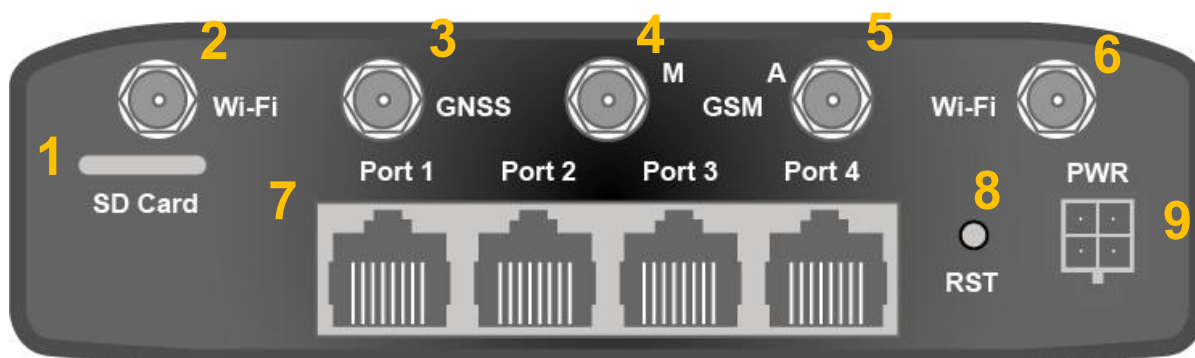 2
3
4
5
6
Wi-Fi
GNSS
M
A
GSM
Wi-Fi
1
SD Card
Port 1
Port 2
Port 3
Port 4
PWR
7
8
9
RST